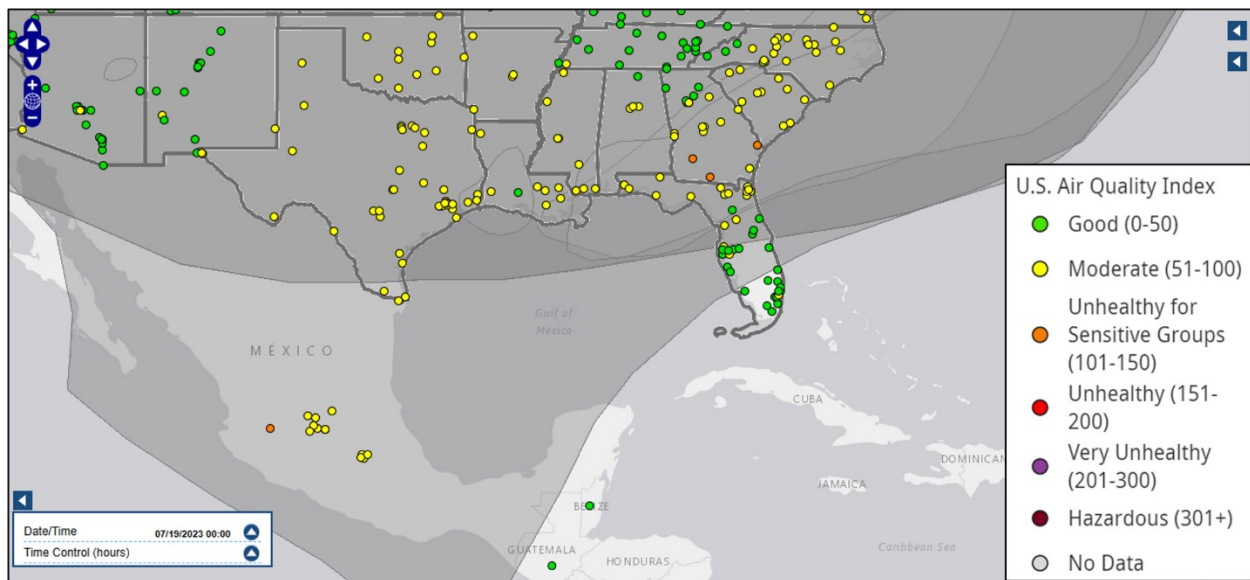 Gulf of
Mexico
MÉXICO
CUBA
DOMINICAN
JAMAICA
BELIZE
GUATEMALA
HONDURAS
Caribbean Sea
U.S. Air Quality Index
Good (0-50)
Moderate (51-100)
Unhealthy for
Sensitive Groups
(101-150)
Unhealthy (151-
200)
Very Unhealthy
(201-300)
Hazardous (301+)
No Data
Date/Time 07/19/2023 00:00
Time Control (hours)